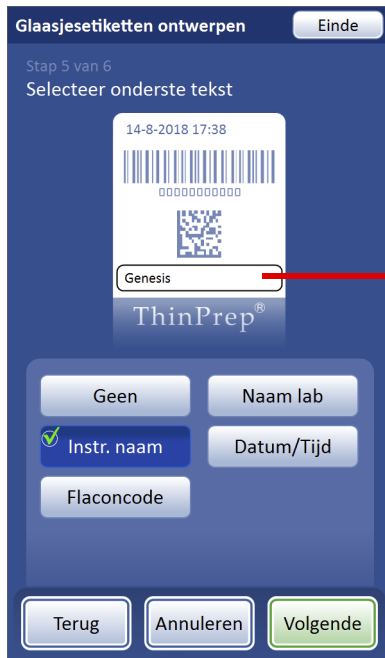 Glaasjesetiketten ontwerpen Einde
Stap 5 van 6
Selecteer onderste tekst
14-8-2018 17:38
00000000000
Genesis
ThinPrep®
Geen Naam lab
Instr. naam Datum/Tijd
Flaconcode
Terug Annuleren Volgende